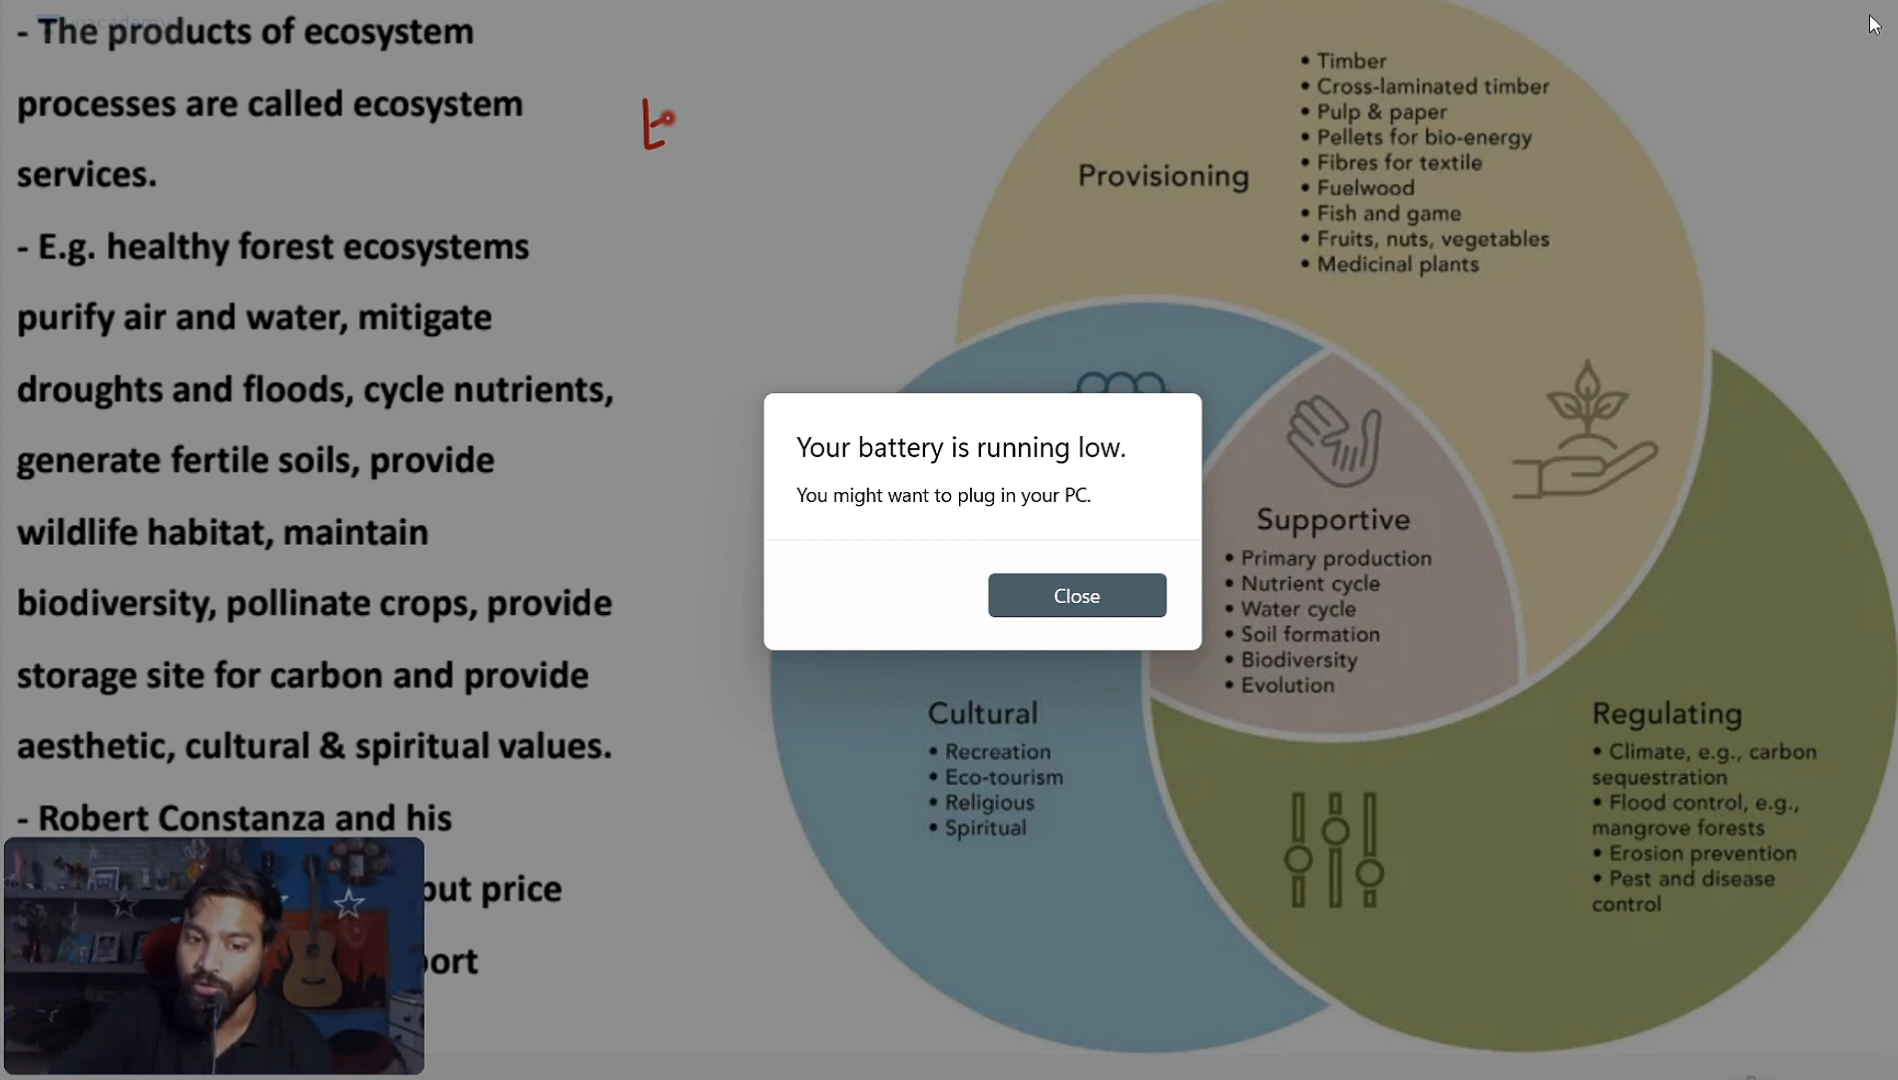 - The products of ecosystem
processes are called ecosystem
services.
- E.g. healthy forest ecosystems
purify air and water, mitigate
droughts and floods, cycle nutrients,
generate fertile soils, provide
wildlife habitat, maintain
biodiversity, pollinate crops, provide
storage site for carbon and provide
aesthetic, cultural & spiritual values.
- Robert Constanza and his
put price
Provisioning
• Timber
• Cross-laminated timber
• Pulp & paper
• Pellets for bio-energy
• Fibres for textile
• Fuelwood
• Fish and game
• Fruits, nuts, vegetables
• Medicinal plants
Your battery is running low.
You might want to plug in your PC.
Close
Supportive
• Primary production
• Nutrient cycle
• Water cycle
• Soil formation
• Biodiversity
• Evolution
Cultural
• Recreation
• Eco-tourism
• Religious
• Spiritual
Regulating
• Climate, e.g., carbon
sequestration
• Flood control, e.g.,
mangrove forests
• Erosion prevention
• Pest and disease
control